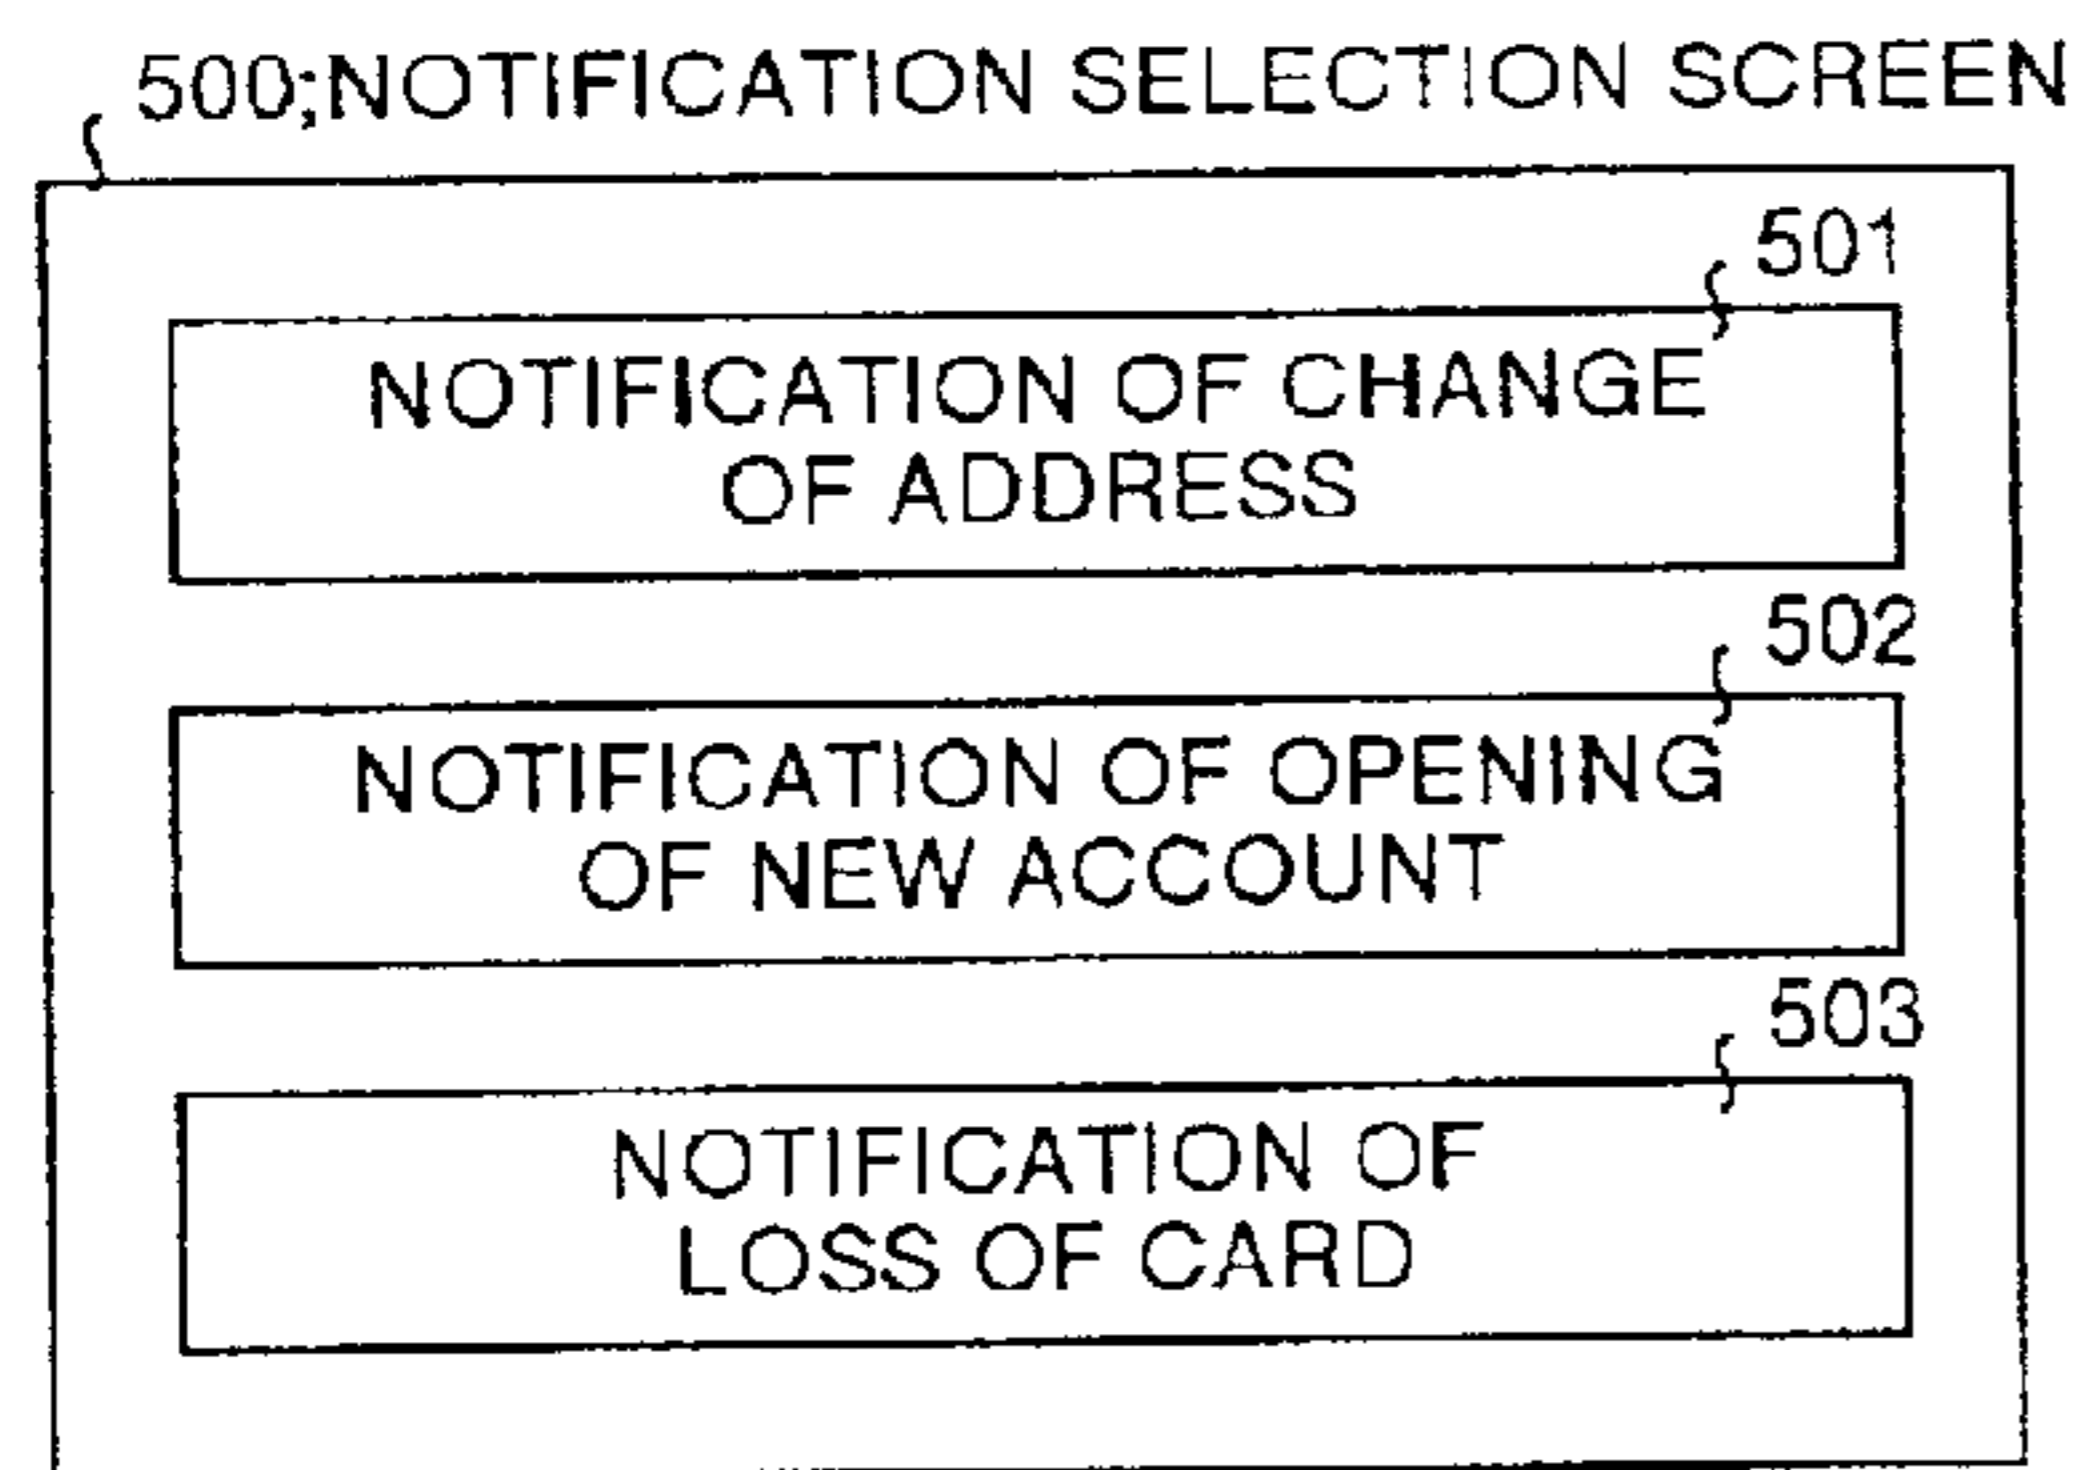 500;NOTIFICATION SELECTION SCREEN
501
NOTIFICATION OF CHANGE
OF ADDRESS
502
NOTIFICATION OF OPENING
OF NEW ACCOUNT
503
NOTIFICATION OF
LOSS OF CARD